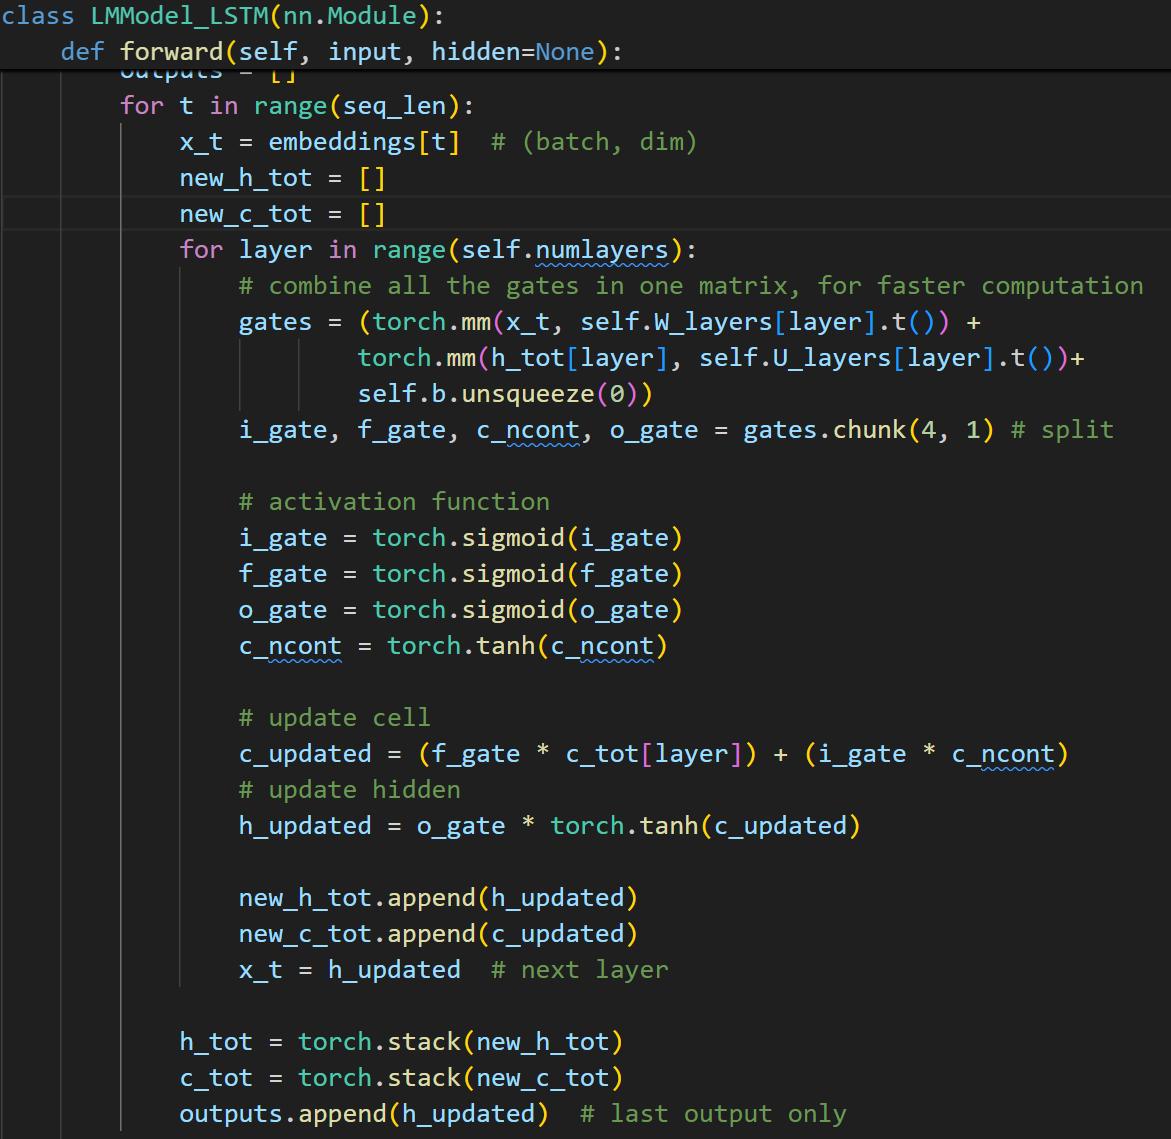 class LMModel_LSTM(nn.Module):
    def forward(self, input, hidden=None):
        outputs = []
        for t in range(seq_len):
            x_t = embeddings[t]  # (batch, dim)
            new_h_tot = []
            new_c_tot = []
            for layer in range(self.numlayers):
                # combine all the gates in one matrix, for faster computation
                gates = (torch.mm(x_t, self.W_layers[layer].t()) +
                        torch.mm(h_tot[layer], self.U_layers[layer].t())+
                        self.b.unsqueeze(0))
                i_gate, f_gate, c_ncont, o_gate = gates.chunk(4, 1) # split

                # activation function
                i_gate = torch.sigmoid(i_gate)
                f_gate = torch.sigmoid(f_gate)
                o_gate = torch.sigmoid(o_gate)
                c_ncont = torch.tanh(c_ncont)

                # update cell
                c_updated = (f_gate * c_tot[layer]) + (i_gate * c_ncont)
                # update hidden
                h_updated = o_gate * torch.tanh(c_updated)

                new_h_tot.append(h_updated)
                new_c_tot.append(c_updated)
                x_t = h_updated  # next layer

            h_tot = torch.stack(new_h_tot)
            c_tot = torch.stack(new_c_tot)
            outputs.append(h_updated)  # last output only